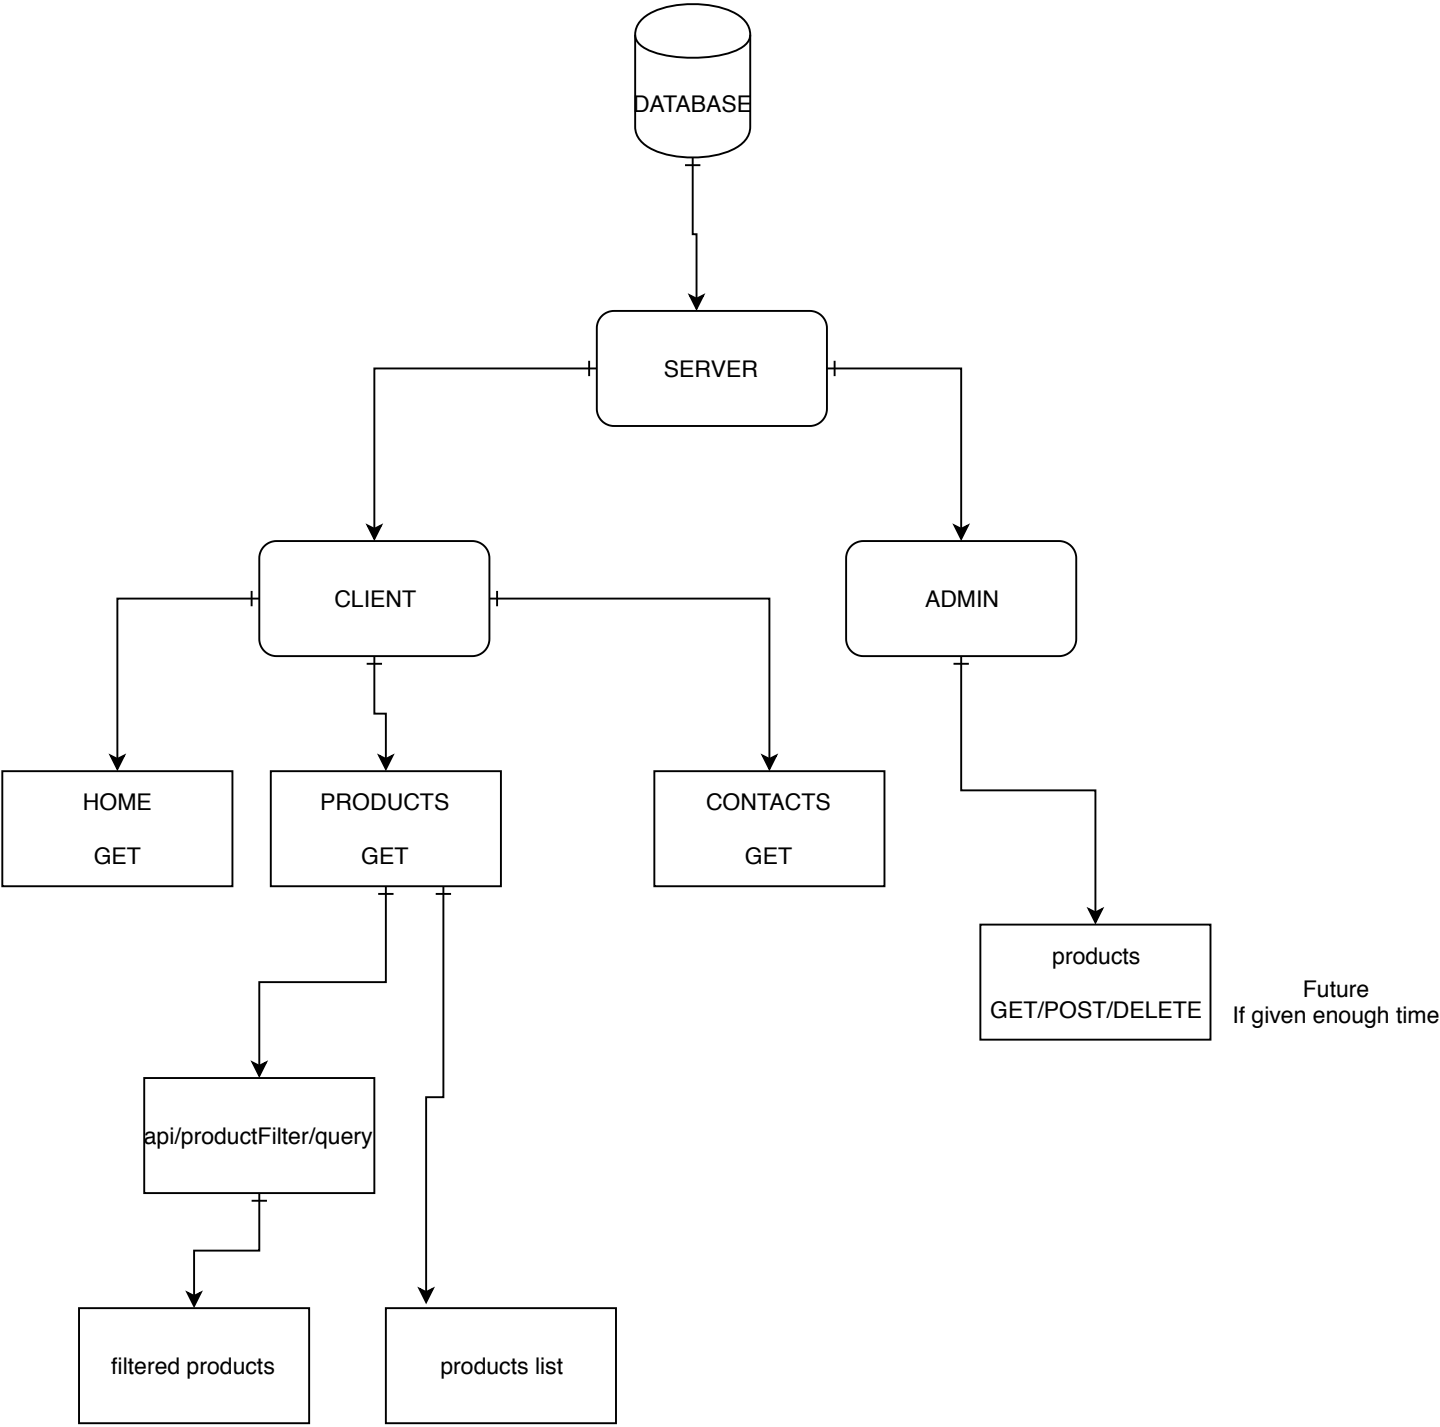 DATABASE
SERVER
CLIENT
ADMIN
HOME
GET
PRODUCTS
GET
CONTACTS
GET
products
GET/POST/DELETE
Future
If given enough time
api/productFilter/query
filtered products
products list